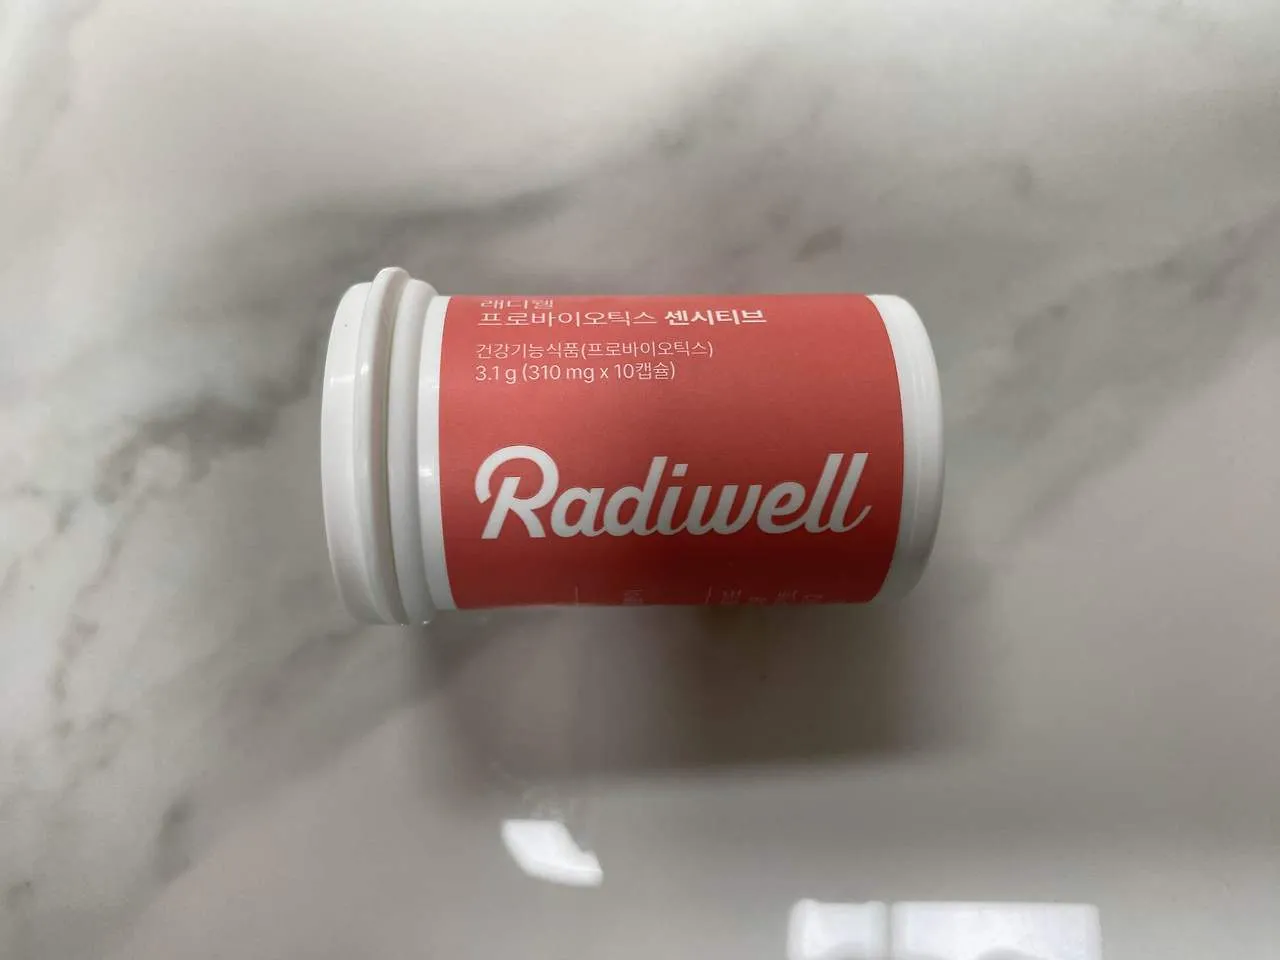 래디웰
프로바이오틱스 센시티브
건강기능식품(프로바이오틱스)
3.1 g (310 mg x 10캡슐)
Radiwell